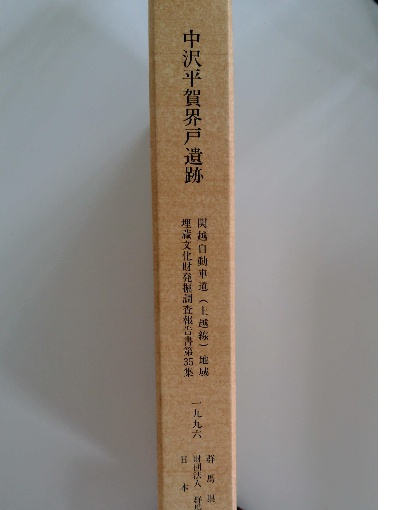 中沢平賀界戸遺跡
関越自動車道（上越線）地域
埋蔵文化財発掘調査報告書第35集
一九九六
群馬県
財団法人 群馬
日本